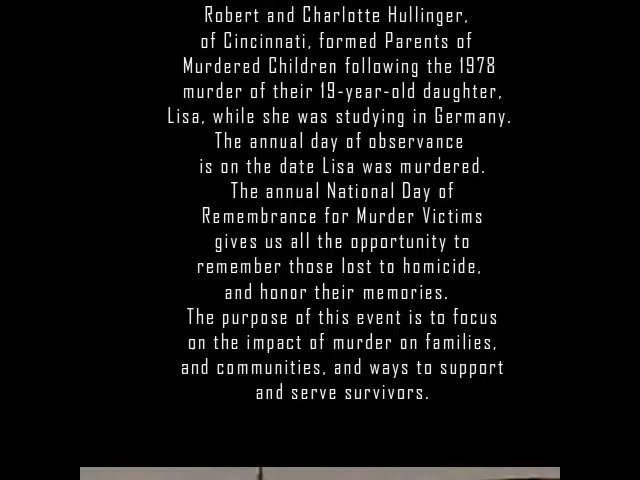 Robert and Charlotte Hullinger,
of Cincinnati, formed Parents of
Murdered Children following the 1978
murder of their 19-year-old daughter,
Lisa, while she was studying in Germany.
The annual day of observance
is on the date Lisa was murdered.
The annual National Day of
Remembrance for Murder Victims
gives us all the opportunity to
remember those lost to homicide,
and honor their memories.
The purpose of this event is to focus
on the impact of murder on families,
and communities, and ways to support
and serve survivors.